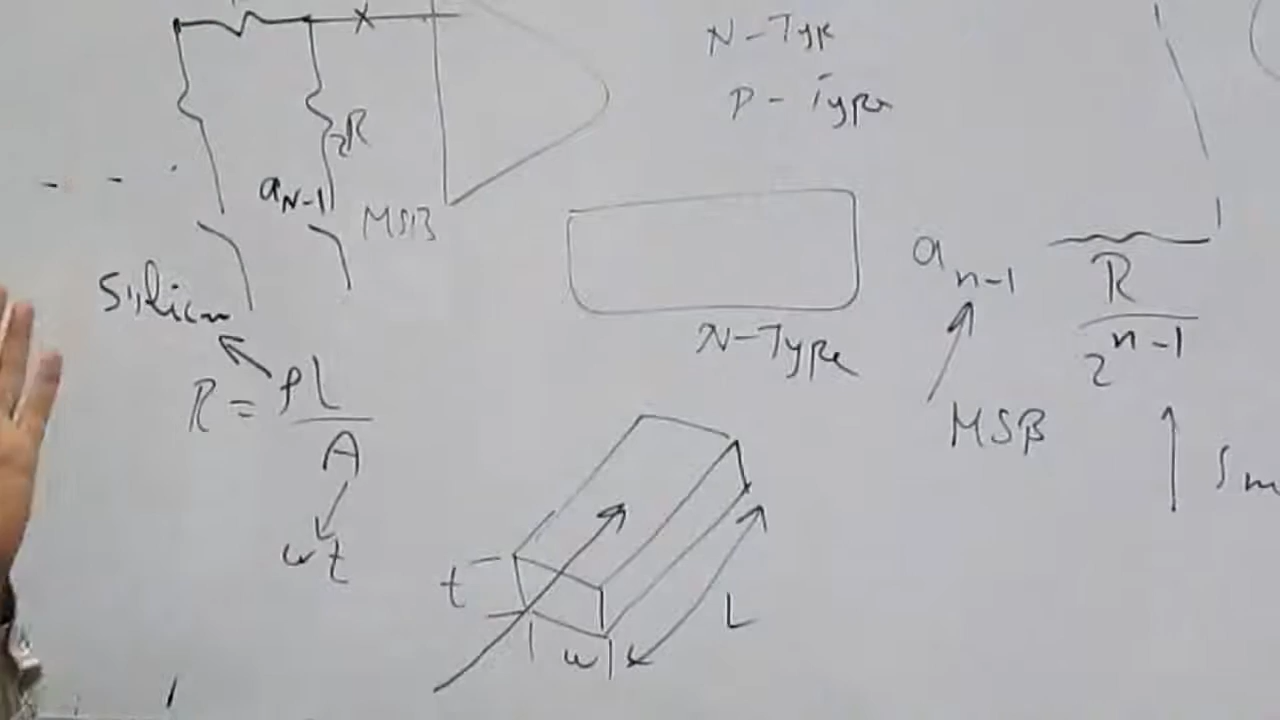 N-Type
P-Type
2R
a_{N-1}
MSB
Silicon
R = ρl / A
wt
N-Type
a_{n-1}
MSB
R / 2^{n-1}
t
w
L